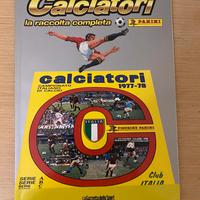 Calciatori
la raccolta completa PANINI
calciatori
CAMPIONATO ITALIANO DI CALCIO 1977-78
ITALIA
FIGURINE PANINI
SERIE A
SERIE B
SERIE C
Club ITALIA
La Gazzetta dello Sport